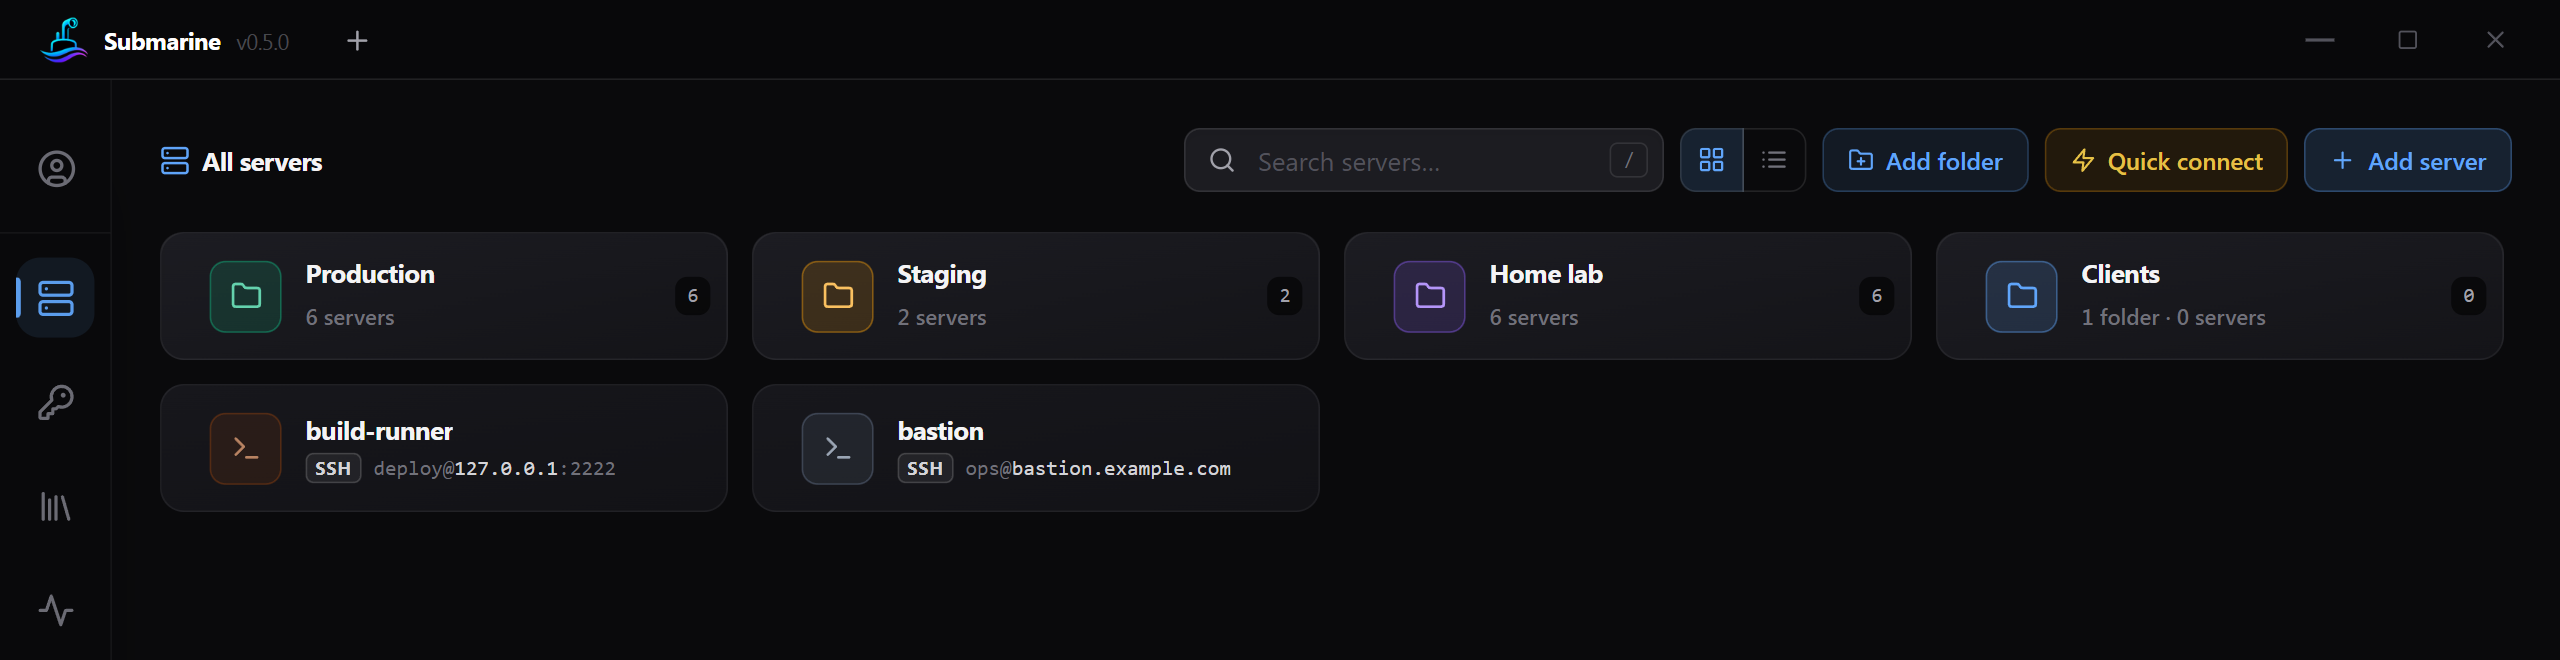 Submarine v0.5.0
All servers
Search servers... /
Add folder
Quick connect
Add server
Production
6 servers
6
Staging
2 servers
2
Home lab
6 servers
6
Clients
1 folder · 0 servers
0
build-runner
SSH deploy@127.0.0.1:2222
bastion
SSH ops@bastion.example.com